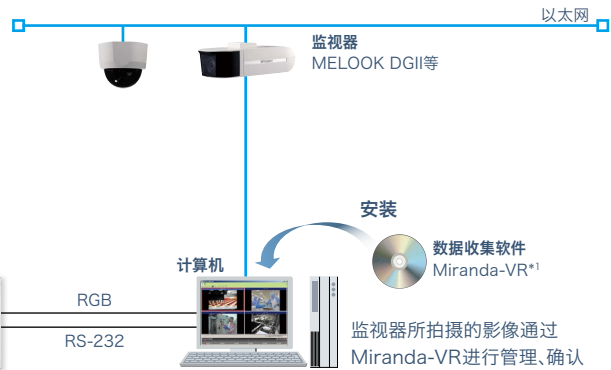 以太网
监视器
MELOOK DGII等
安装
数据收集软件
Miranda-VR*1
计算机
RGB
RS-232
监视器所拍摄的影像通过
Miranda-VR进行管理、确认